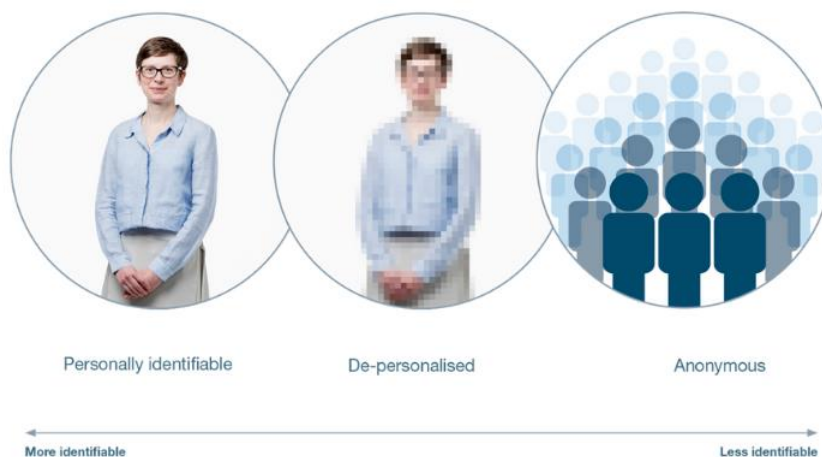 Personally identifiable
De-personalised
Anonymous
More identifiable
Less identifiable